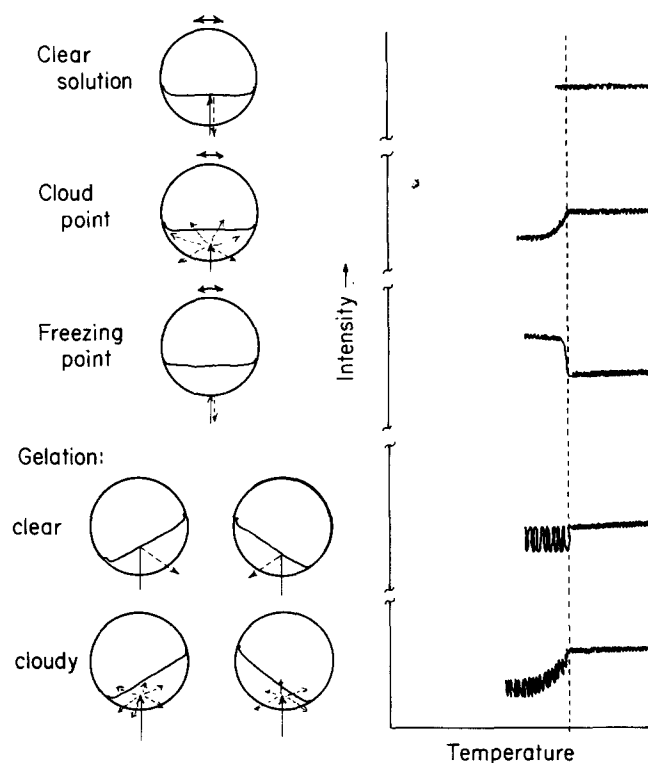 Clear
solution
Cloud
point
Freezing
point
Gelation:
clear
cloudy
Intensity
Temperature